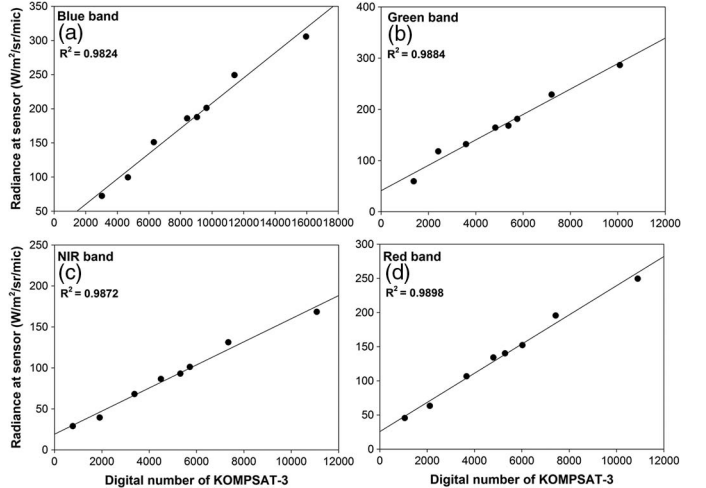 Blue band
(a)
R² = 0.9824
Radiance at sensor (W/m²/sr/mic)
350
300
250
200
150
100
50
0 2000 4000 6000 8000 10000 12000 14000 16000 18000
Green band
(b)
R² = 0.9884
400
300
200
100
0
0 2000 4000 6000 8000 10000 12000
NIR band
(c)
R² = 0.9872
Radiance at sensor (W/m²/sr/mic)
250
200
150
100
50
0
0 2000 4000 6000 8000 10000 12000
Digital number of KOMPSAT-3
Red band
(d)
R² = 0.9898
300
250
200
150
100
50
0
0 2000 4000 6000 8000 10000 12000
Digital number of KOMPSAT-3